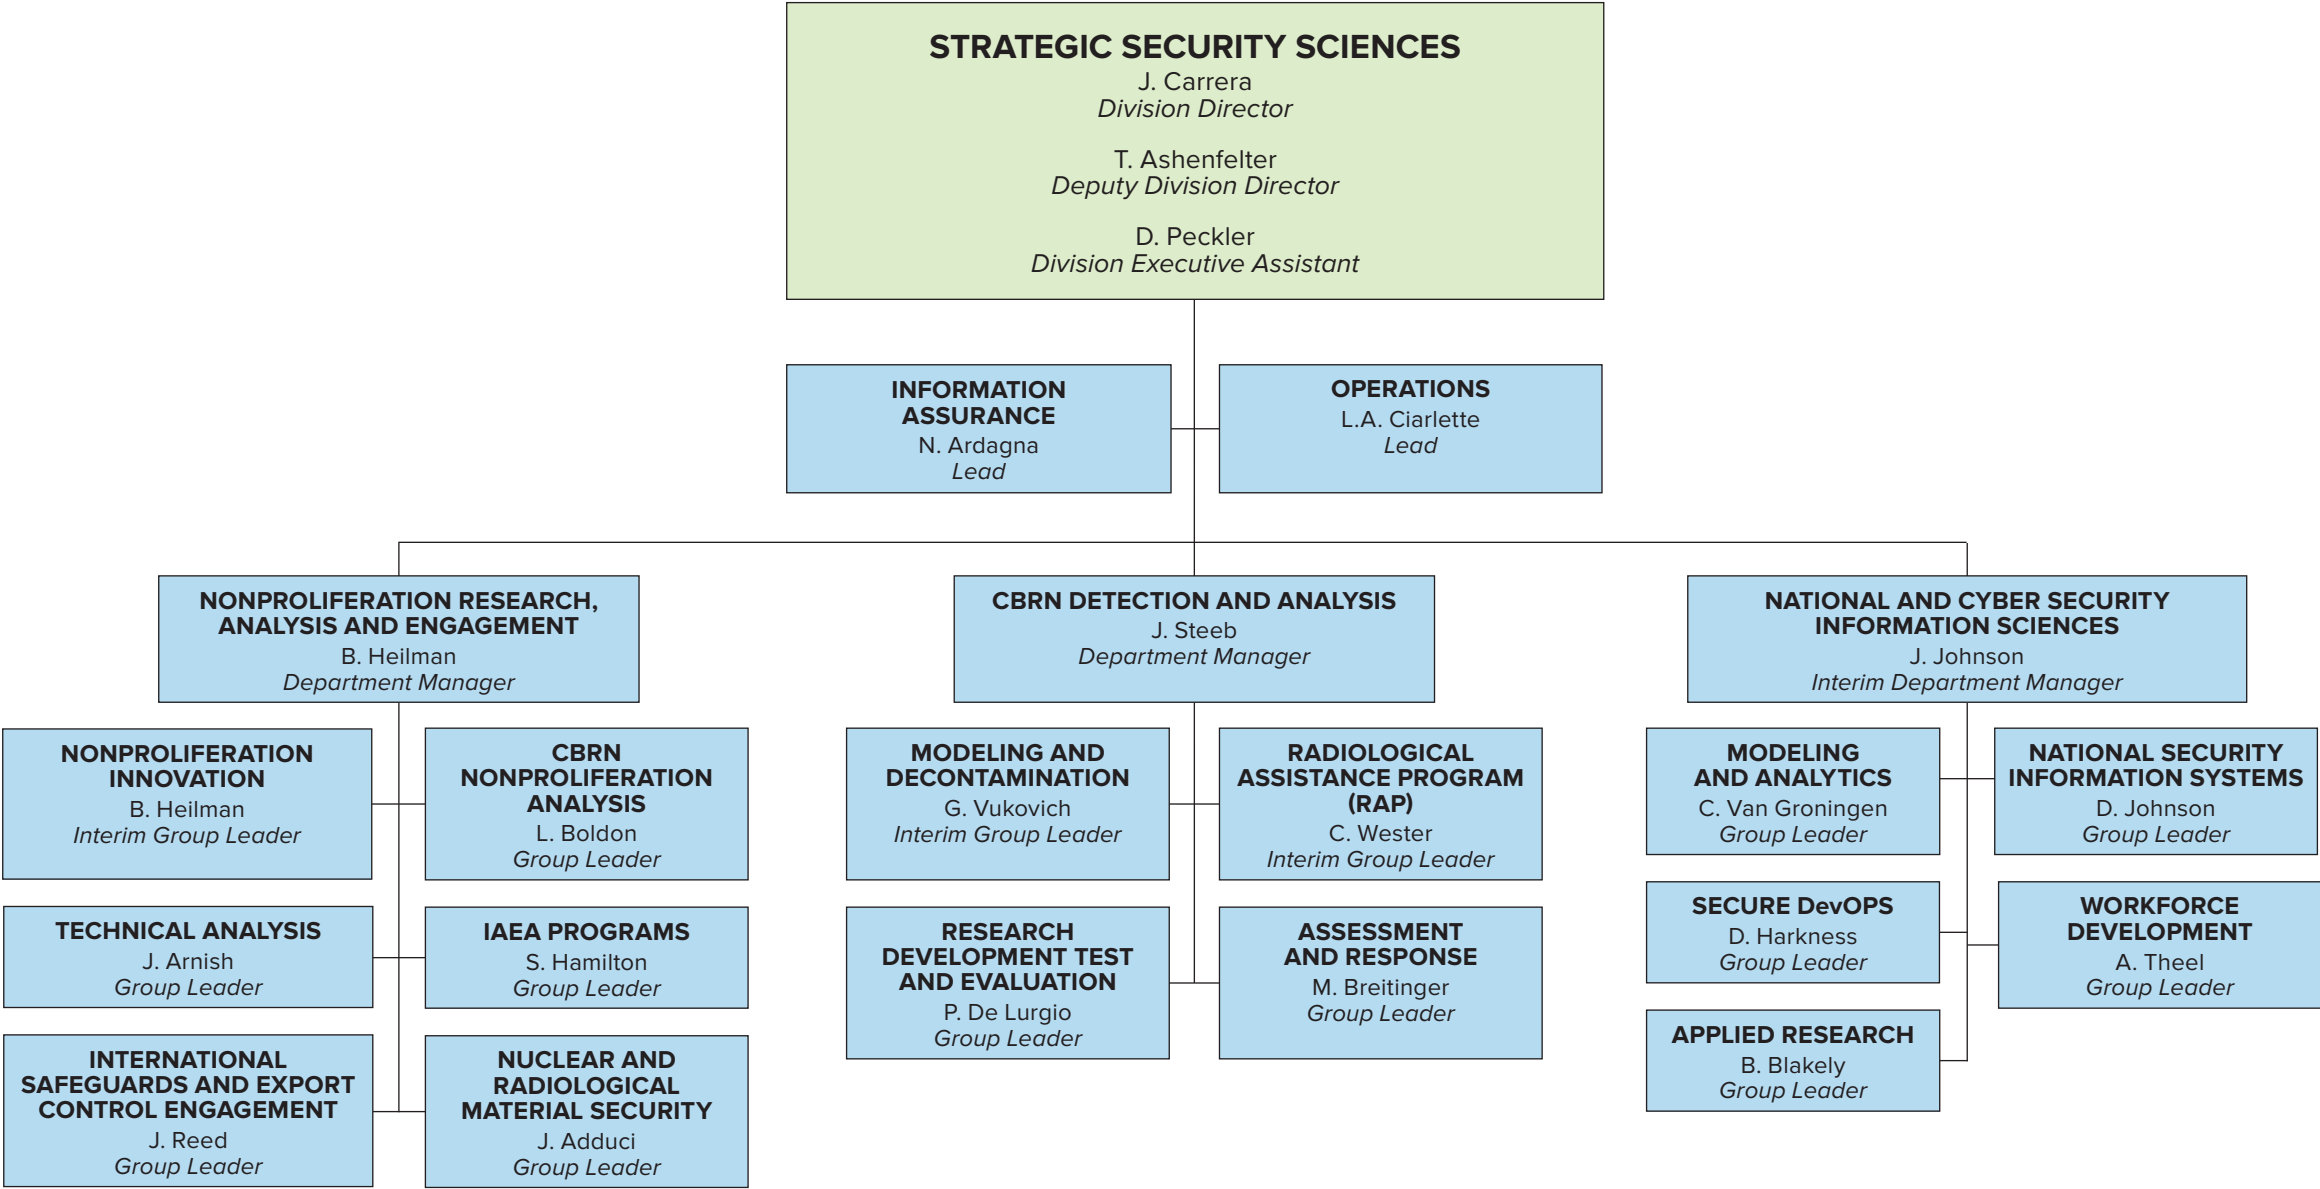 STRATEGIC SECURITY SCIENCES
J. Carrera
Division Director
T. Ashenfelter
Deputy Division Director
D. Peckler
Division Executive Assistant
INFORMATION
ASSURANCE
N. Ardagna
Lead
OPERATIONS
L.A. Ciarlette
Lead
NONPROLIFERATION RESEARCH,
ANALYSIS AND ENGAGEMENT
B. Heilman
Department Manager
CBRN DETECTION AND ANALYSIS
J. Steeb
Department Manager
NATIONAL AND CYBER SECURITY
INFORMATION SCIENCES
J. Johnson
Interim Department Manager
NONPROLIFERATION
INNOVATION
B. Heilman
Interim Group Leader
CBRN
NONPROLIFERATION
ANALYSIS
L. Boldon
Group Leader
TECHNICAL ANALYSIS
J. Arnish
Group Leader
IAEA PROGRAMS
S. Hamilton
Group Leader
INTERNATIONAL
SAFEGUARDS AND EXPORT
CONTROL ENGAGEMENT
J. Reed
Group Leader
NUCLEAR AND
RADIOLOGICAL
MATERIAL SECURITY
J. Adduci
Group Leader
MODELING AND
DECONTAMINATION
G. Vukovich
Interim Group Leader
RADIOLOGICAL
ASSISTANCE PROGRAM
(RAP)
C. Wester
Interim Group Leader
RESEARCH
DEVELOPMENT TEST
AND EVALUATION
P. De Lurgio
Group Leader
ASSESSMENT
AND RESPONSE
M. Breitinger
Group Leader
MODELING
AND ANALYTICS
C. Van Groningen
Group Leader
NATIONAL SECURITY
INFORMATION SYSTEMS
D. Johnson
Group Leader
SECURE DevOPS
D. Harkness
Group Leader
WORKFORCE
DEVELOPMENT
A. Theel
Group Leader
APPLIED RESEARCH
B. Blakely
Group Leader